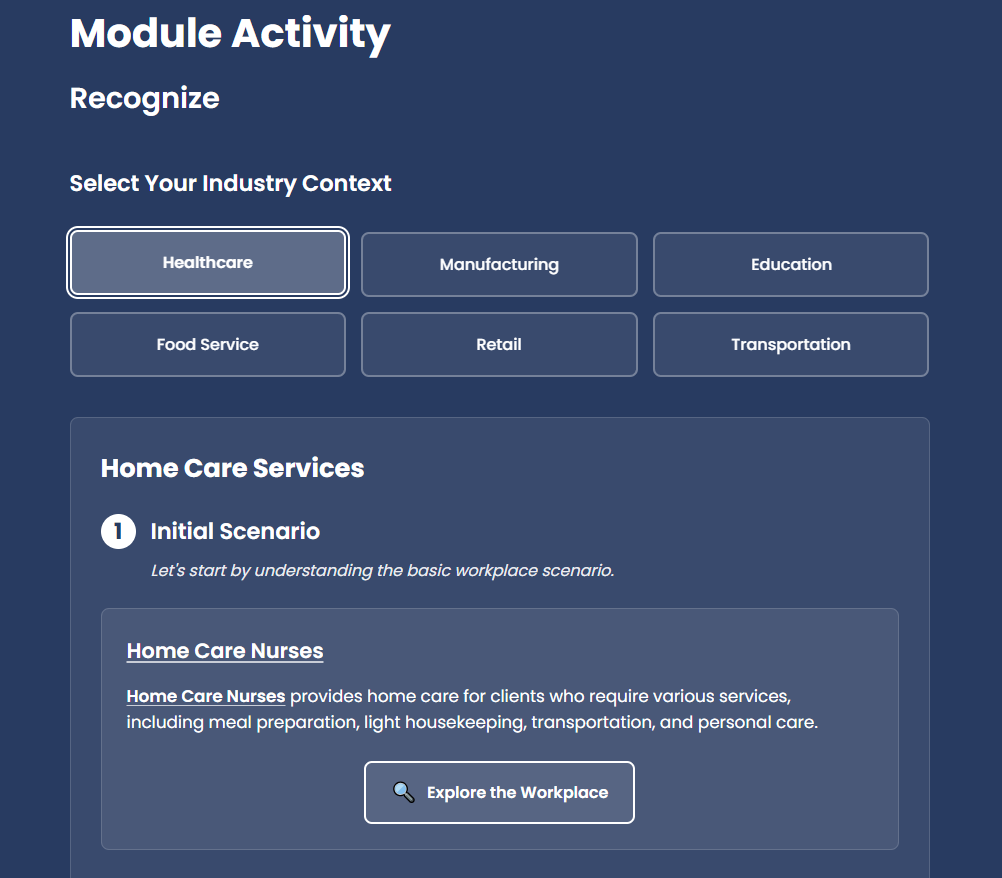 Module Activity
Recognize
Select Your Industry Context
Healthcare
Manufacturing
Education
Food Service
Retail
Transportation
Home Care Services
1 Initial Scenario
Let's start by understanding the basic workplace scenario.
Home Care Nurses
Home Care Nurses provides home care for clients who require various services,
including meal preparation, light housekeeping, transportation, and personal care.
Explore the Workplace